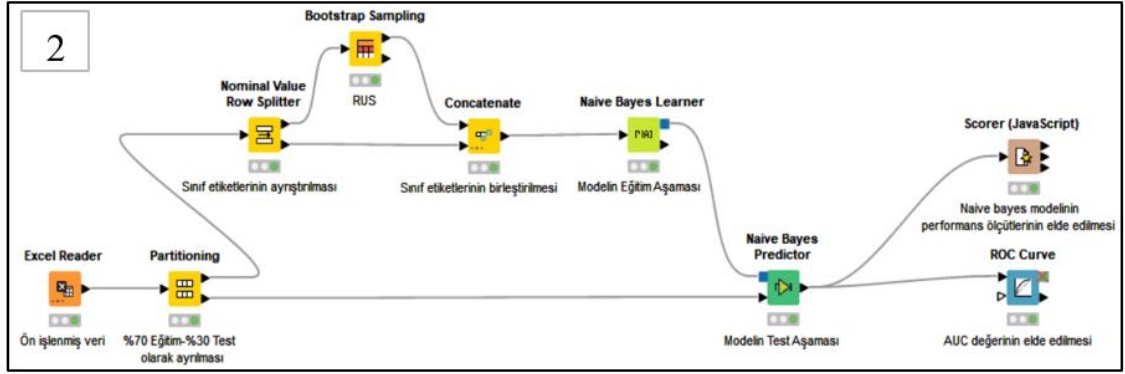 2
Bootstrap Sampling
RUS
Nominal Value
Row Splitter
Sınıf etiketlerinin ayrıştırılması
Concatenate
Sınıf etiketlerinin birleştirilmesi
Naive Bayes Learner
Modelin Eğitim Aşaması
Scorer (JavaScript)
Naive bayes modelinin
performans ölçütlerinin elde edilmesi
Excel Reader
Ön işlenmiş veri
Partitioning
%70 Eğitim-%30 Test
olarak ayrılması
Naive Bayes
Predictor
Modelin Test Aşaması
ROC Curve
AUC değerinin elde edilmesi